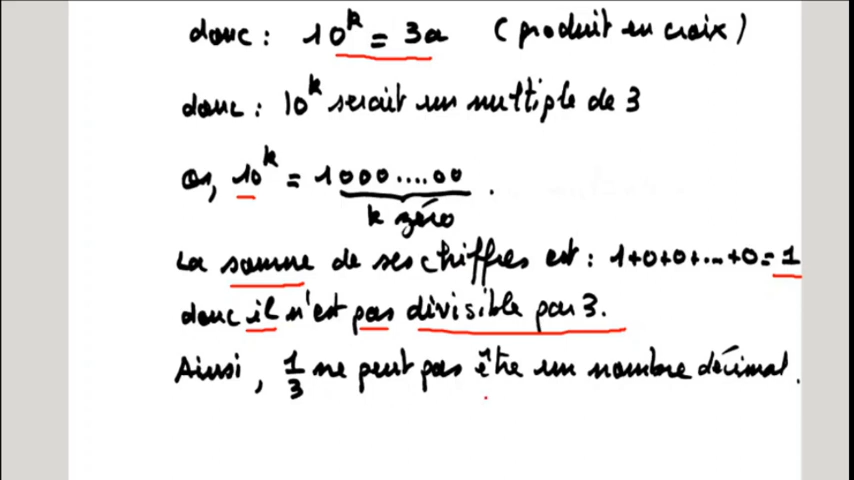 donc : 10^k = 3a (produit en croix)
donc : 10^k serait un multiple de 3
Or, 10^k = 1000.....00 .
k zéro
La somme de ses chiffres est : 1+0+0+...+0=1
donc il n'est pas divisible par 3.
Ainsi, 1/3 ne peut pas être un nombre décimal.